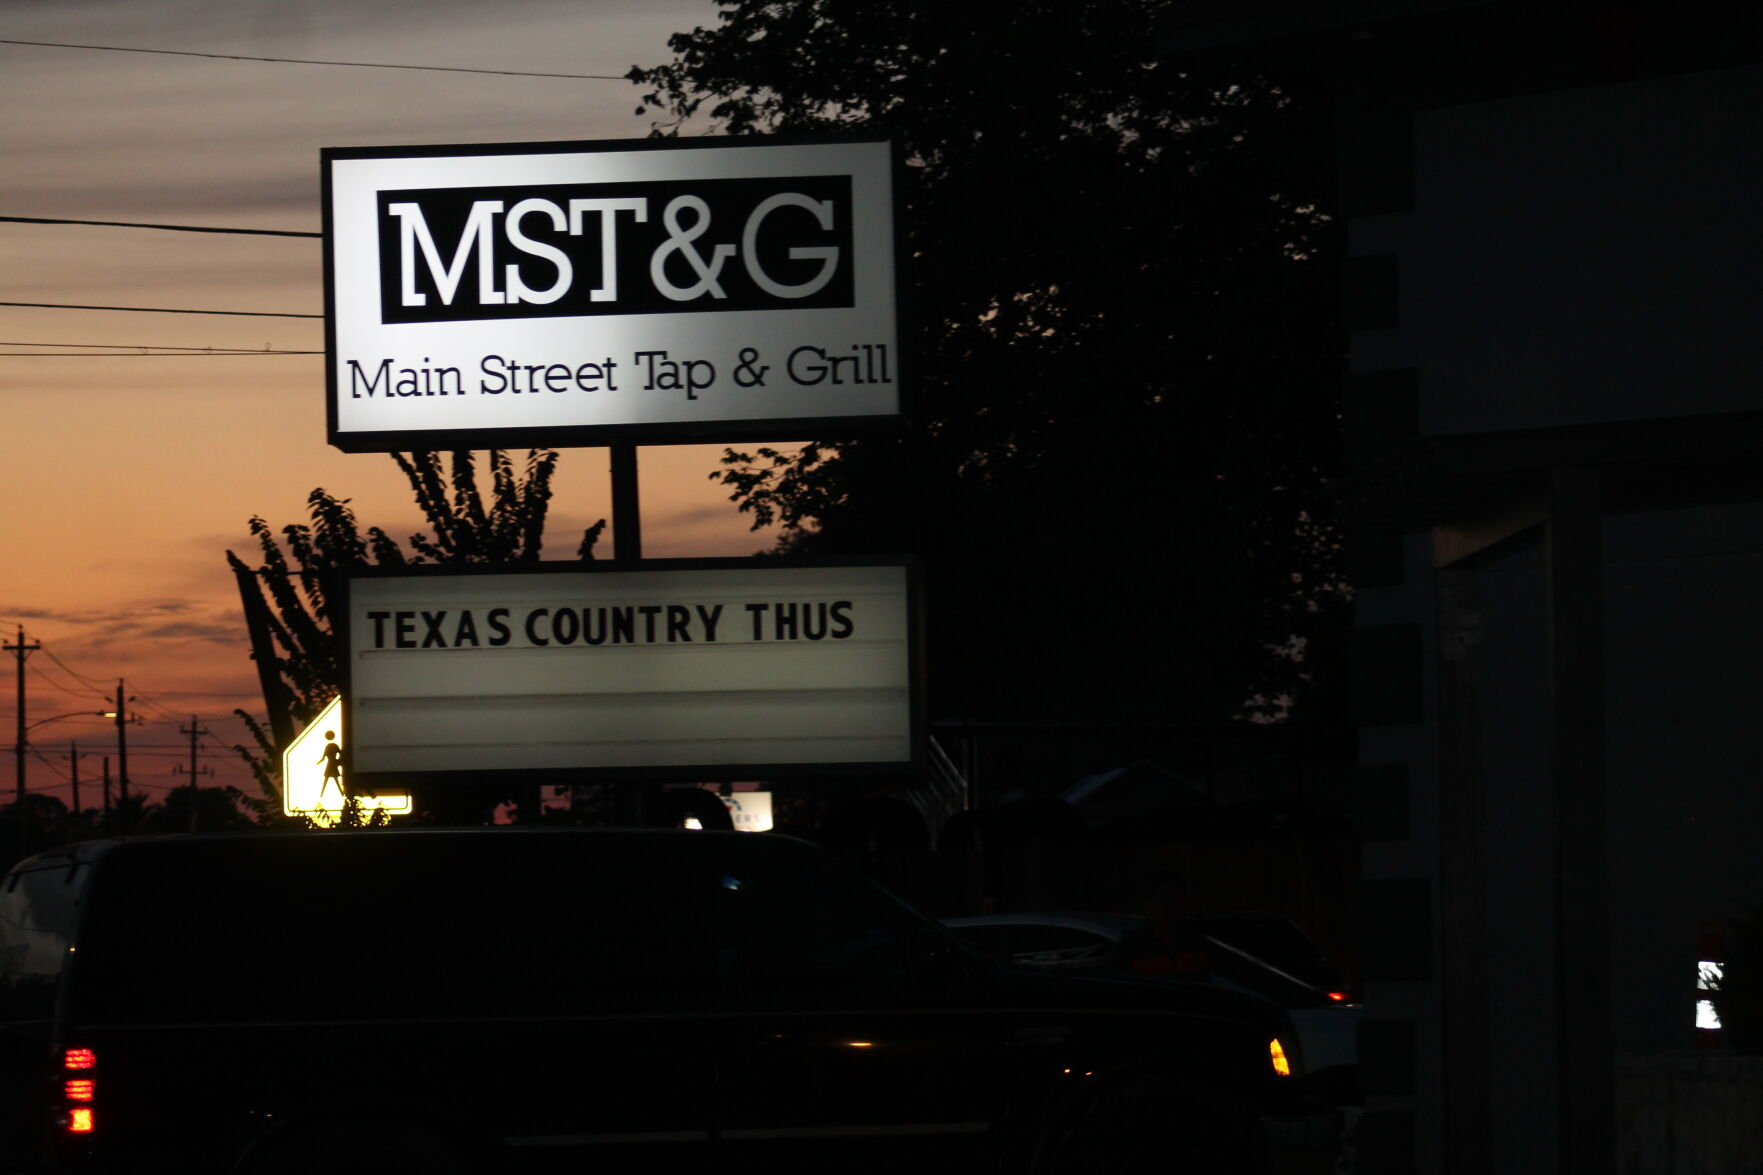 MST&G
Main Street Tap & Grill
TEXAS COUNTRY THUS